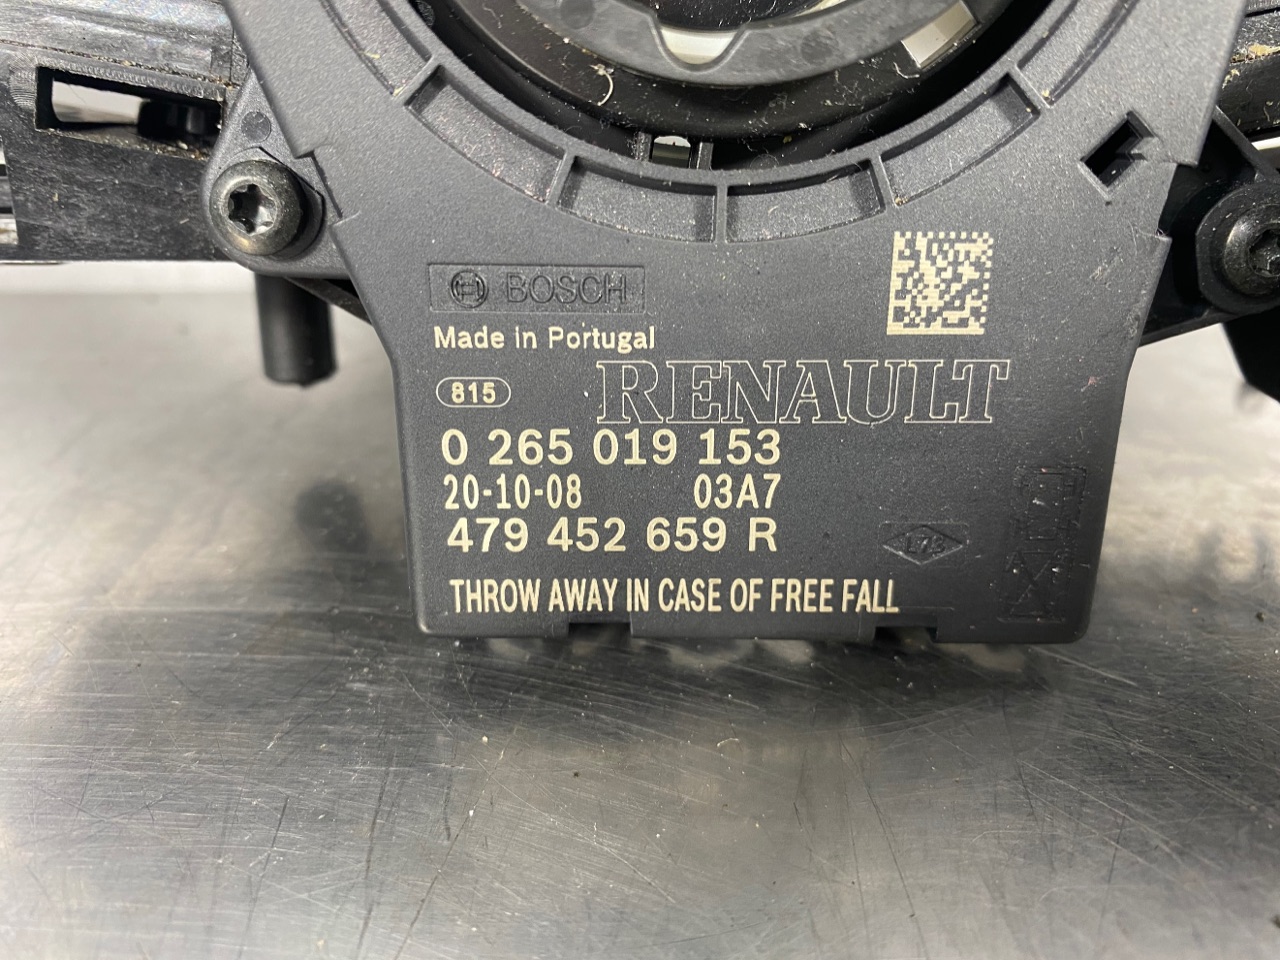 BOSCH
Made in Portugal
RENAULT
815
0 265 019 153
20-10-08 03A7
479 452 659 R
THROW AWAY IN CASE OF FREE FALL